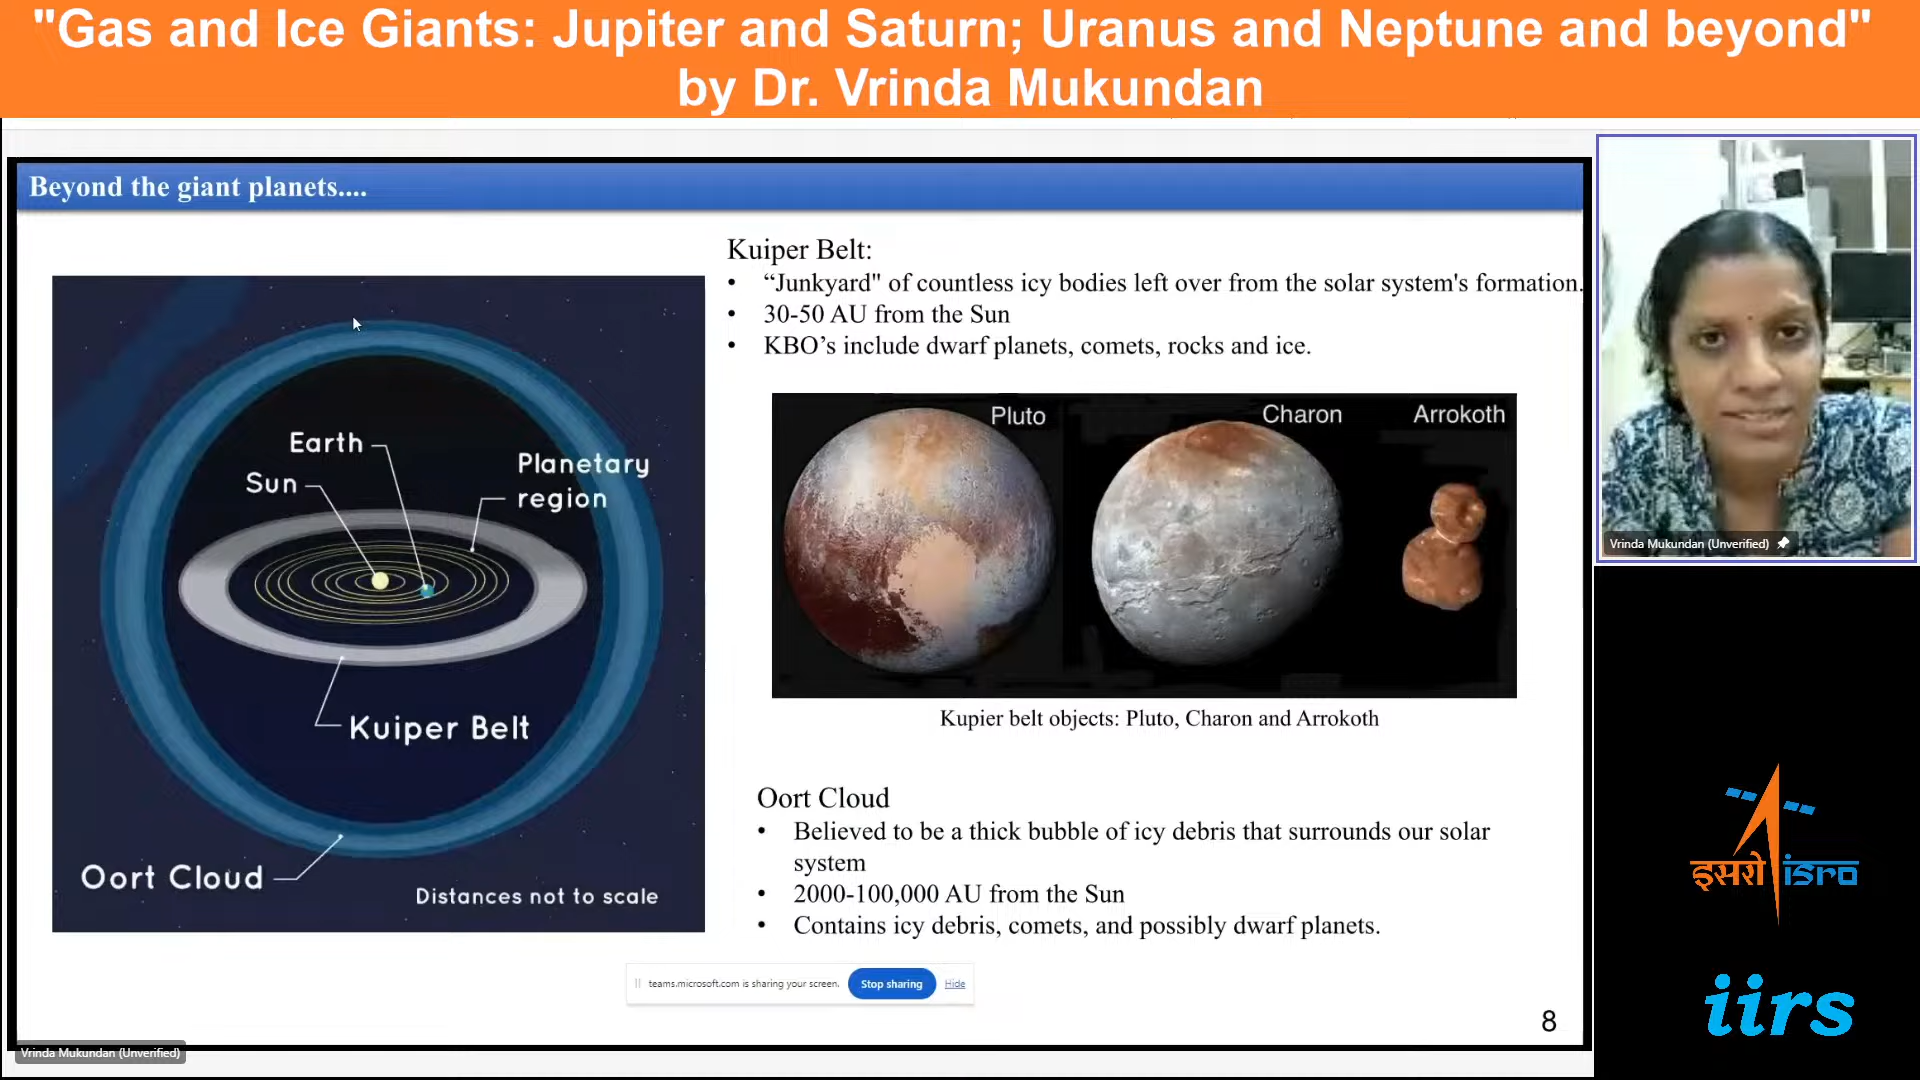 "Gas and Ice Giants: Jupiter and Saturn; Uranus and Neptune and beyond"
by Dr. Vrinda Mukundan
Beyond the giant planets....
Kuiper Belt:
• “Junkyard" of countless icy bodies left over from the solar system's formation.
• 30-50 AU from the Sun
• KBO’s include dwarf planets, comets, rocks and ice.
Earth
Sun
Planetary
region
Kuiper Belt
Oort Cloud
Distances not to scale
Pluto
Charon
Arrokoth
Kupier belt objects: Pluto, Charon and Arrokoth
Oort Cloud
• Believed to be a thick bubble of icy debris that surrounds our solar
system
• 2000-100,000 AU from the Sun
• Contains icy debris, comets, and possibly dwarf planets.
teams.microsoft.com is sharing your screen.
Stop sharing
Hide
8
Vrinda Mukundan (Unverified)
Vrinda Mukundan (Unverified)
इसरो isro
iirs